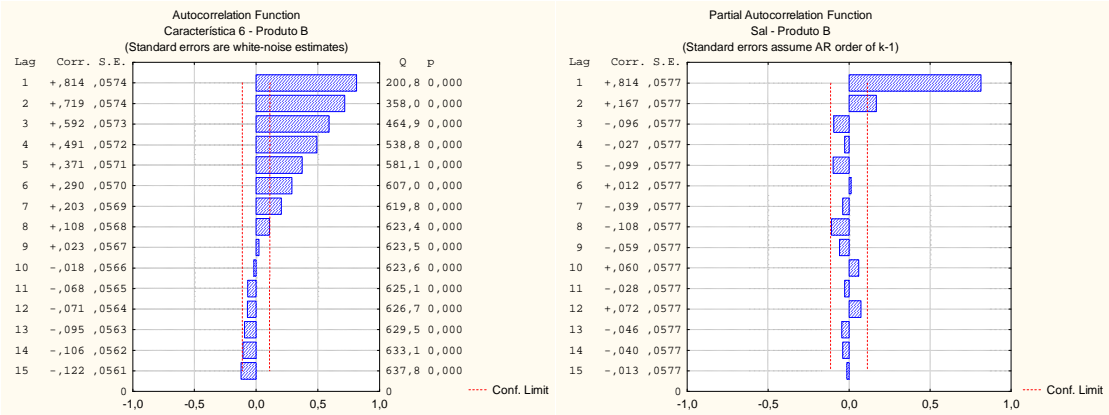 Autocorrelation Function
Característica 6 - Produto B
(Standard errors are white-noise estimates)
Lag Corr. S.E. Q p
1 +,814 ,0574 200,8 0,000
2 +,719 ,0574 358,0 0,000
3 +,592 ,0573 464,9 0,000
4 +,491 ,0572 538,8 0,000
5 +,371 ,0571 581,1 0,000
6 +,290 ,0570 607,0 0,000
7 +,203 ,0569 619,8 0,000
8 +,108 ,0568 623,4 0,000
9 +,023 ,0567 623,5 0,000
10 -,018 ,0566 623,6 0,000
11 -,068 ,0565 625,1 0,000
12 -,071 ,0564 626,7 0,000
13 -,095 ,0563 629,5 0,000
14 -,106 ,0562 633,1 0,000
15 -,122 ,0561 637,8 0,000
0 0
-1,0 -0,5 0,0 0,5 1,0
Conf. Limit
Partial Autocorrelation Function
Sal - Produto B
(Standard errors assume AR order of k-1)
Lag Corr. S.E.
1 +,814 ,0577
2 +,167 ,0577
3 -,096 ,0577
4 -,027 ,0577
5 -,099 ,0577
6 +,012 ,0577
7 -,039 ,0577
8 -,108 ,0577
9 -,059 ,0577
10 +,060 ,0577
11 -,028 ,0577
12 +,072 ,0577
13 -,046 ,0577
14 -,040 ,0577
15 -,013 ,0577
0 0
-1,0 -0,5 0,0 0,5 1,0
Conf. Limit